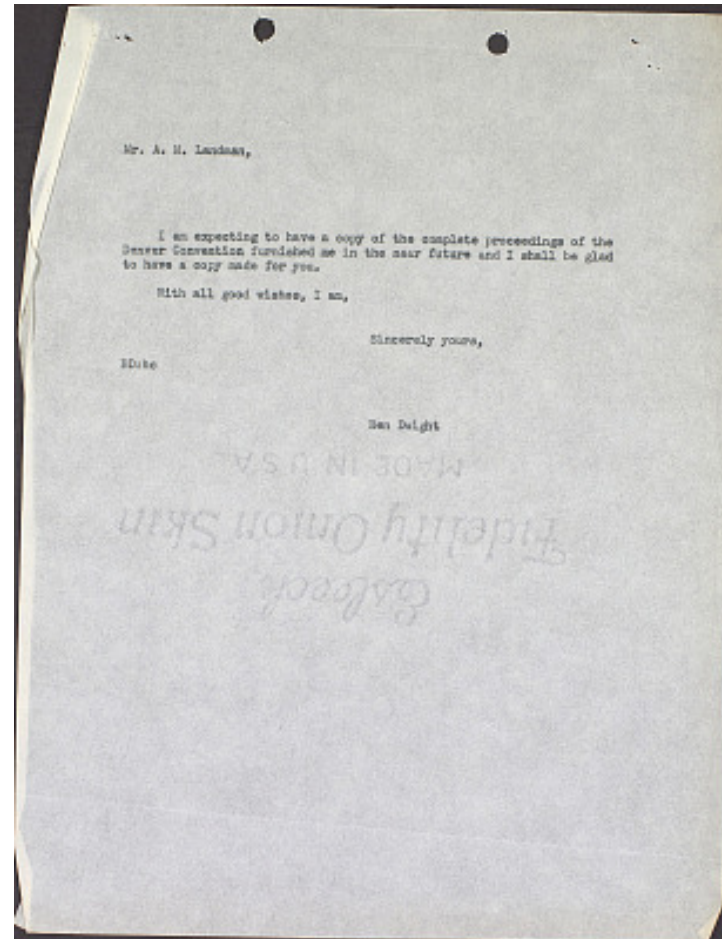 Mr. A. M. Landman,
I am expecting to have a copy of the complete proceedings of the
Denver Convention furnished me in the near future and I shall be glad
to have a copy made for you.
With all good wishes, I am,
Sincerely yours,
Ben Dwight
MADE IN U.S.A.
Fidelity Onion Skin
Esleeck